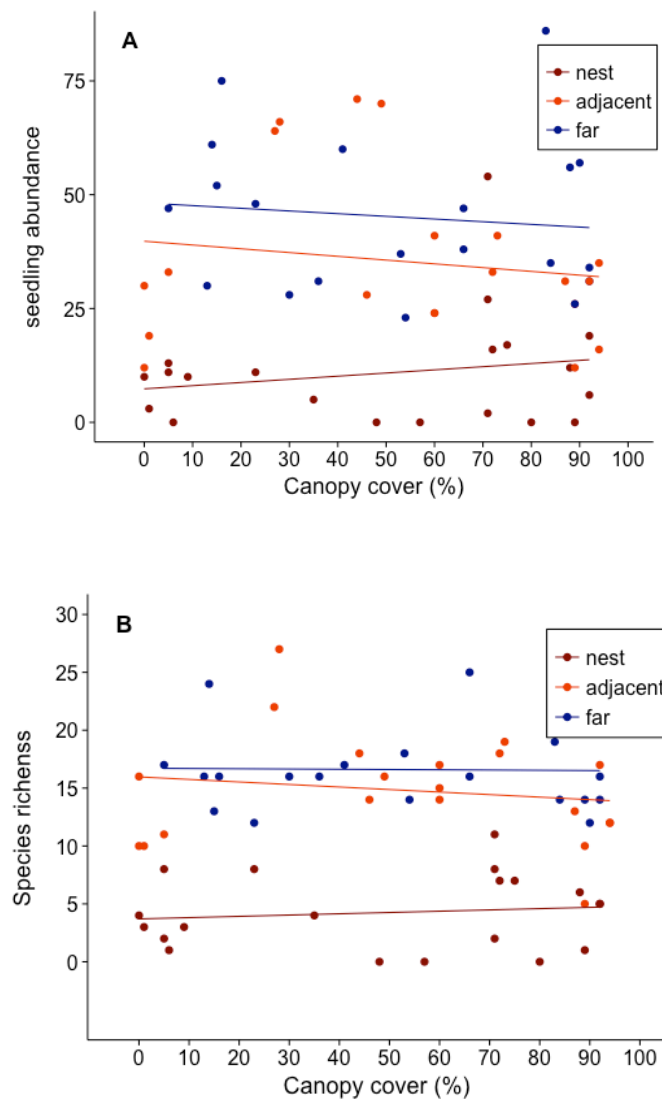 A
nest
adjacent
far
75
50
25
0
seedling abundance
0 10 20 30 40 50 60 70 80 90 100
Canopy cover (%)
B
nest
adjacent
far
30
25
20
15
10
5
0
Species richenss
0 10 20 30 40 50 60 70 80 90 100
Canopy cover (%)